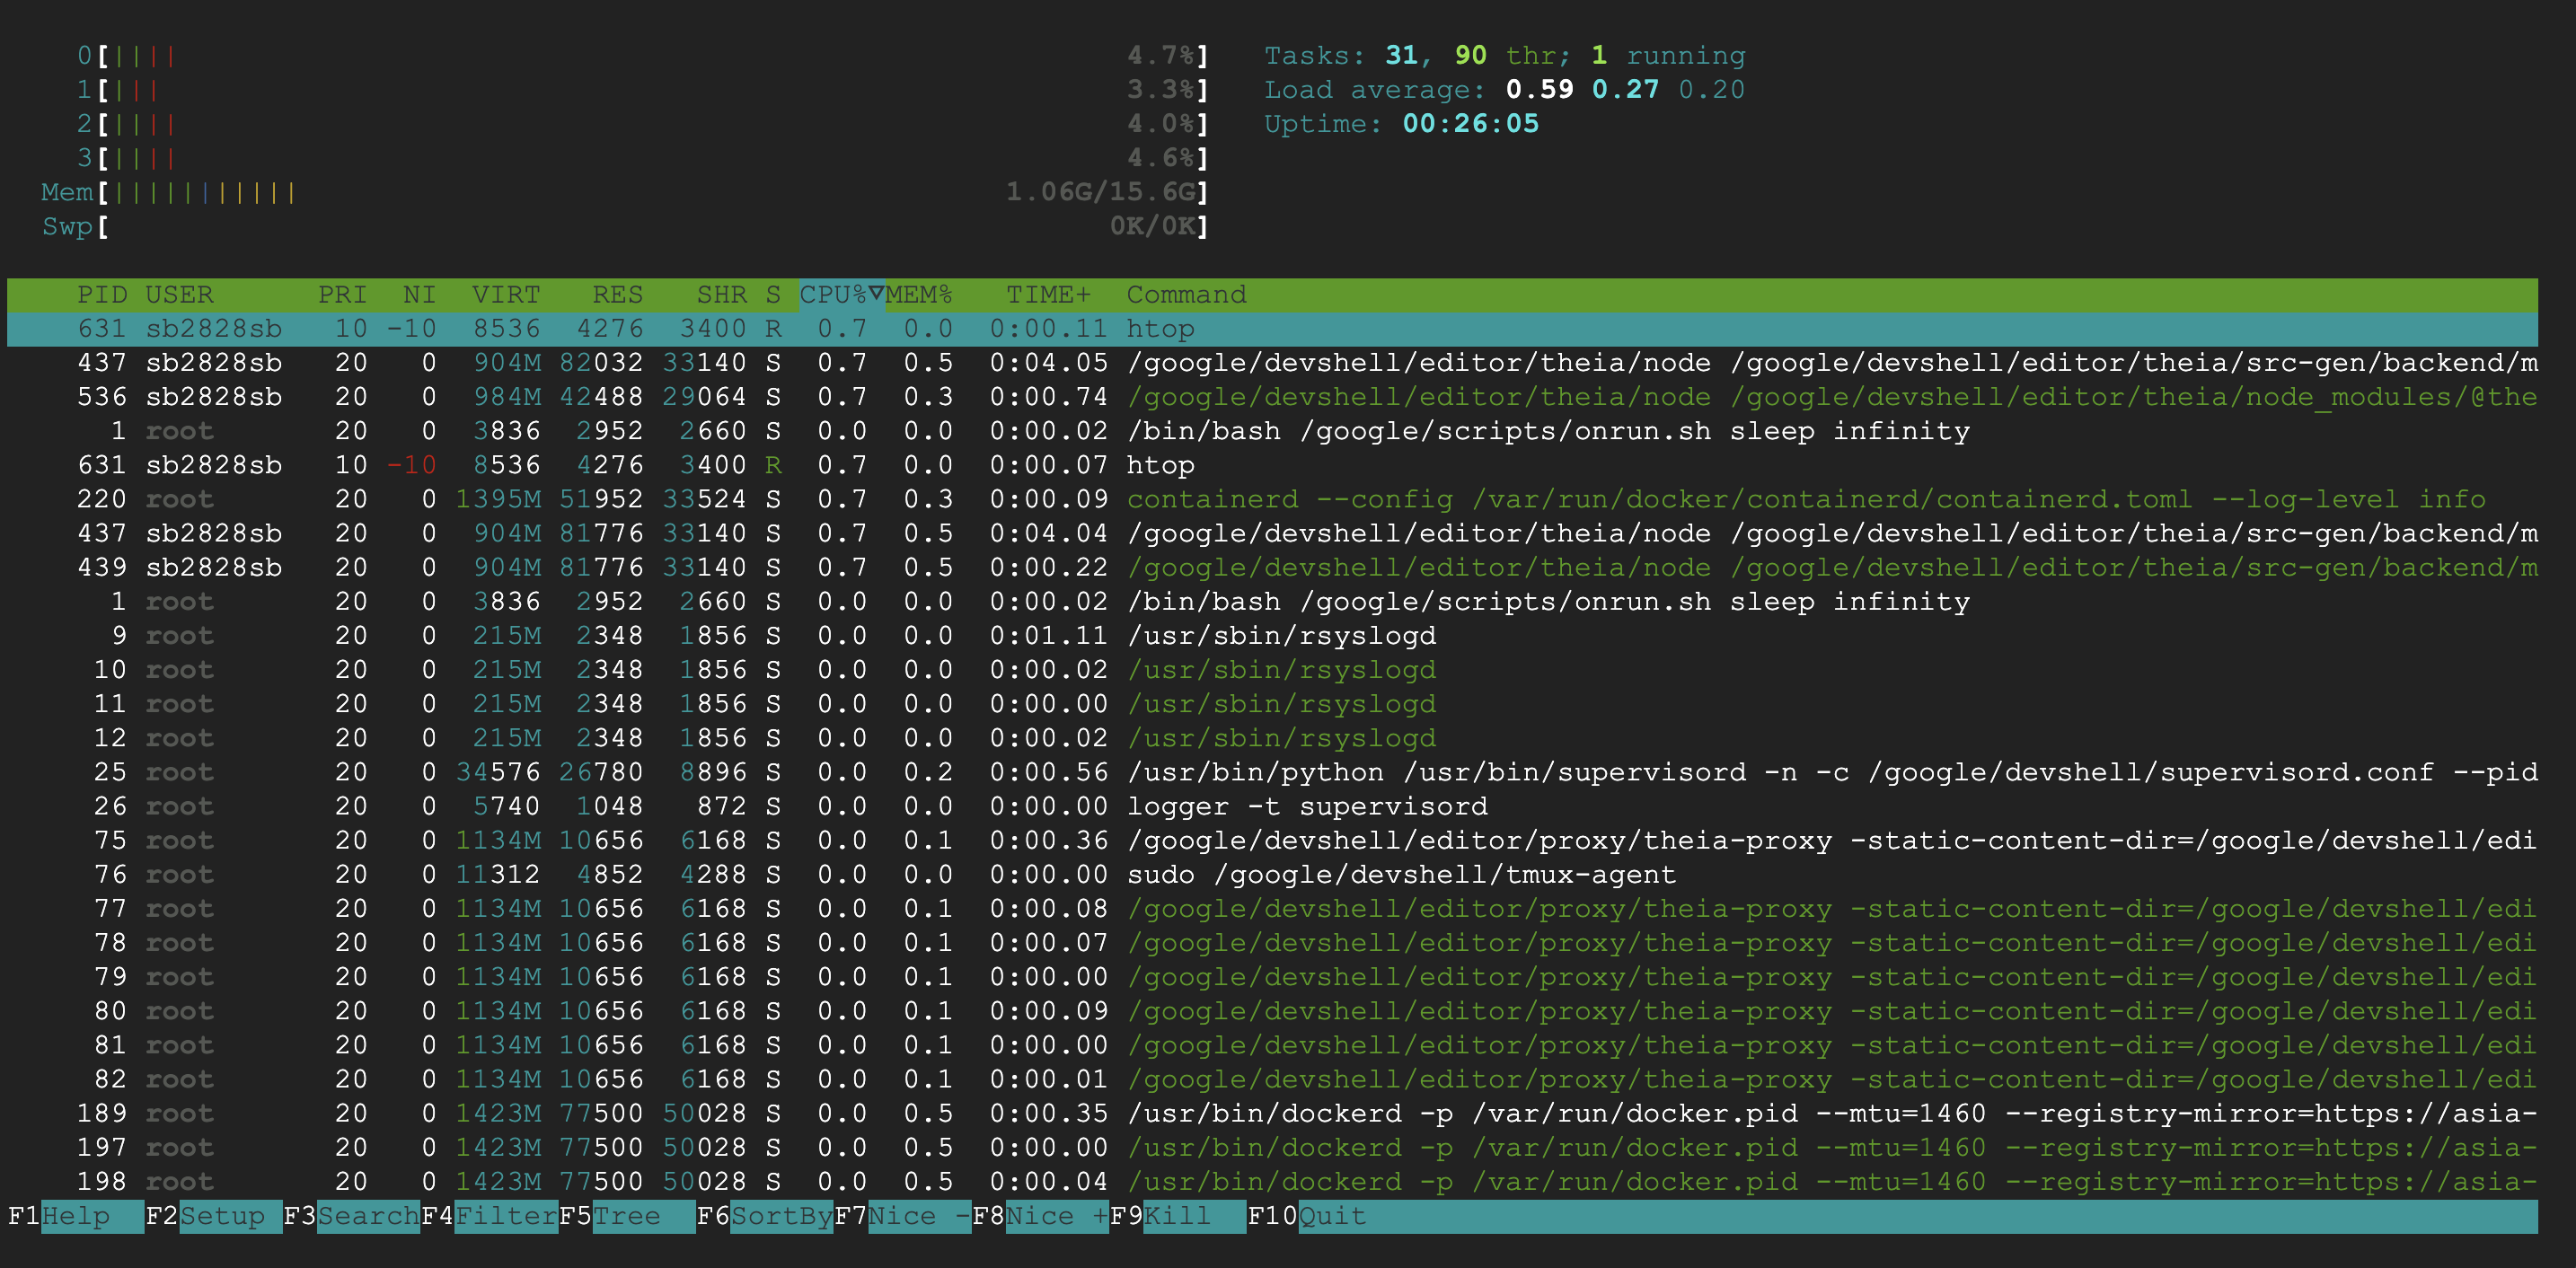 0[|||| 4.7%] Tasks: 31, 90 thr; 1 running
1[||| 3.3%] Load average: 0.59 0.27 0.20
2[|||| 4.0%] Uptime: 00:26:05
3[|||| 4.6%]
Mem[||||||||||| 1.06G/15.6G]
Swp[ 0K/0K]
PID USER PRI NI VIRT RES SHR S CPU%▽MEM% TIME+ Command
631 sb2828sb 10 -10 8536 4276 3400 R 0.7 0.0 0:00.11 htop
437 sb2828sb 20 0 904M 82032 33140 S 0.7 0.5 0:04.05 /google/devshell/editor/theia/node /google/devshell/editor/theia/src-gen/backend/m
536 sb2828sb 20 0 984M 42488 29064 S 0.7 0.3 0:00.74 /google/devshell/editor/theia/node /google/devshell/editor/theia/node_modules/@the
1 root 20 0 3836 2952 2660 S 0.0 0.0 0:00.02 /bin/bash /google/scripts/onrun.sh sleep infinity
631 sb2828sb 10 -10 8536 4276 3400 R 0.7 0.0 0:00.07 htop
220 root 20 0 1395M 51952 33524 S 0.7 0.3 0:00.09 containerd --config /var/run/docker/containerd/containerd.toml --log-level info
437 sb2828sb 20 0 904M 81776 33140 S 0.7 0.5 0:04.04 /google/devshell/editor/theia/node /google/devshell/editor/theia/src-gen/backend/m
439 sb2828sb 20 0 904M 81776 33140 S 0.7 0.5 0:00.22 /google/devshell/editor/theia/node /google/devshell/editor/theia/src-gen/backend/m
1 root 20 0 3836 2952 2660 S 0.0 0.0 0:00.02 /bin/bash /google/scripts/onrun.sh sleep infinity
9 root 20 0 215M 2348 1856 S 0.0 0.0 0:01.11 /usr/sbin/rsyslogd
10 root 20 0 215M 2348 1856 S 0.0 0.0 0:00.02 /usr/sbin/rsyslogd
11 root 20 0 215M 2348 1856 S 0.0 0.0 0:00.00 /usr/sbin/rsyslogd
12 root 20 0 215M 2348 1856 S 0.0 0.0 0:00.02 /usr/sbin/rsyslogd
25 root 20 0 34576 26780 8896 S 0.0 0.2 0:00.56 /usr/bin/python /usr/bin/supervisord -n -c /google/devshell/supervisord.conf --pid
26 root 20 0 5740 1048 872 S 0.0 0.0 0:00.00 logger -t supervisord
75 root 20 0 1134M 10656 6168 S 0.0 0.1 0:00.36 /google/devshell/editor/proxy/theia-proxy -static-content-dir=/google/devshell/edi
76 root 20 0 11312 4852 4288 S 0.0 0.0 0:00.00 sudo /google/devshell/tmux-agent
77 root 20 0 1134M 10656 6168 S 0.0 0.1 0:00.08 /google/devshell/editor/proxy/theia-proxy -static-content-dir=/google/devshell/edi
78 root 20 0 1134M 10656 6168 S 0.0 0.1 0:00.07 /google/devshell/editor/proxy/theia-proxy -static-content-dir=/google/devshell/edi
79 root 20 0 1134M 10656 6168 S 0.0 0.1 0:00.00 /google/devshell/editor/proxy/theia-proxy -static-content-dir=/google/devshell/edi
80 root 20 0 1134M 10656 6168 S 0.0 0.1 0:00.09 /google/devshell/editor/proxy/theia-proxy -static-content-dir=/google/devshell/edi
81 root 20 0 1134M 10656 6168 S 0.0 0.1 0:00.00 /google/devshell/editor/proxy/theia-proxy -static-content-dir=/google/devshell/edi
82 root 20 0 1134M 10656 6168 S 0.0 0.1 0:00.01 /google/devshell/editor/proxy/theia-proxy -static-content-dir=/google/devshell/edi
189 root 20 0 1423M 77500 50028 S 0.0 0.5 0:00.35 /usr/bin/dockerd -p /var/run/docker.pid --mtu=1460 --registry-mirror=https://asia-
197 root 20 0 1423M 77500 50028 S 0.0 0.5 0:00.00 /usr/bin/dockerd -p /var/run/docker.pid --mtu=1460 --registry-mirror=https://asia-
198 root 20 0 1423M 77500 50028 S 0.0 0.5 0:00.04 /usr/bin/dockerd -p /var/run/docker.pid --mtu=1460 --registry-mirror=https://asia-
F1Help F2Setup F3SearchF4FilterF5Tree F6SortByF7Nice -F8Nice +F9Kill F10Quit